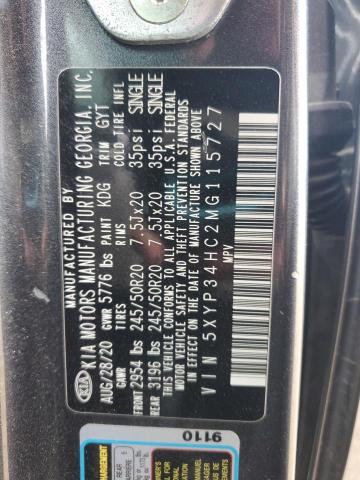 MANUFACTURED BY
KIA MOTORS MANUFACTURING GEORGIA, INC.
AUG/28/20 GVWR 5776 lbs PAINT KDG TRIM GYT
GAWR TIRES RIMS COLD TIRE INFL
FRONT 2954 lbs 245/50R20 7.5Jx20 35psi SINGLE
REAR 3196 lbs 245/50R20 7.5Jx20 35psi SINGLE
THIS VEHICLE CONFORMS TO ALL APPLICABLE U.S.A. FEDERAL
MOTOR VEHICLE SAFETY AND THEFT PREVENTION STANDARDS
IN EFFECT ON THE DATE OF MANUFACTURE SHOWN ABOVE
VIN 5XYP34HC2MG115727
MPV
KIA
9110
REAR